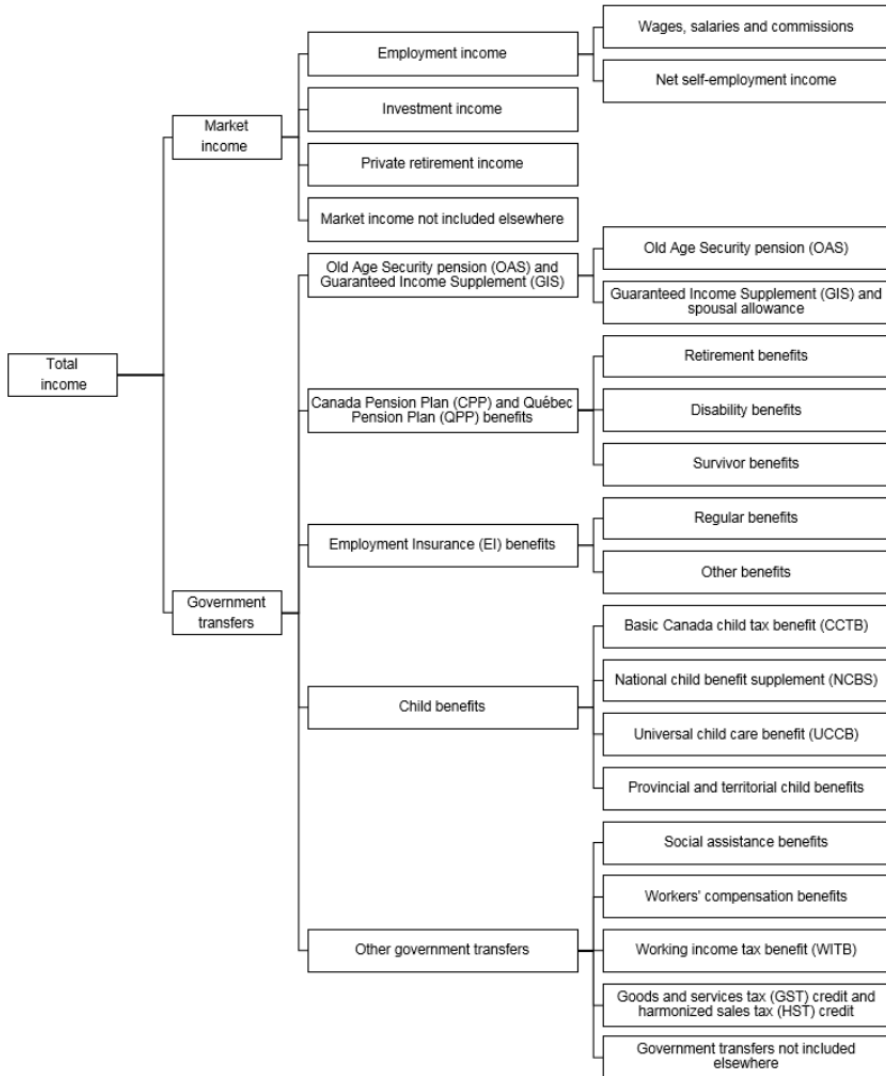 Total
income
Market
income
Employment income
Wages, salaries and commissions
Net self-employment income
Investment income
Private retirement income
Market income not included elsewhere
Government
transfers
Old Age Security pension (OAS) and
Guaranteed Income Supplement (GIS)
Old Age Security pension (OAS)
Guaranteed Income Supplement (GIS) and
spousal allowance
Canada Pension Plan (CPP) and Québec
Pension Plan (QPP) benefits
Retirement benefits
Disability benefits
Survivor benefits
Employment Insurance (EI) benefits
Regular benefits
Other benefits
Child benefits
Basic Canada child tax benefit (CCTB)
National child benefit supplement (NCBS)
Universal child care benefit (UCCB)
Provincial and territorial child benefits
Other government transfers
Social assistance benefits
Workers' compensation benefits
Working income tax benefit (WITB)
Goods and services tax (GST) credit and
harmonized sales tax (HST) credit
Government transfers not included
elsewhere